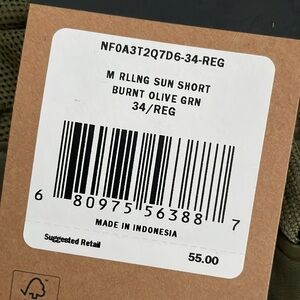 NF0A3T2Q7D6-34-REG
M RLLNG SUN SHORT
BURNT OLIVE GRN
34/REG
6 80975 56388 7
MADE IN INDONESIA
Suggested Retail
55.00